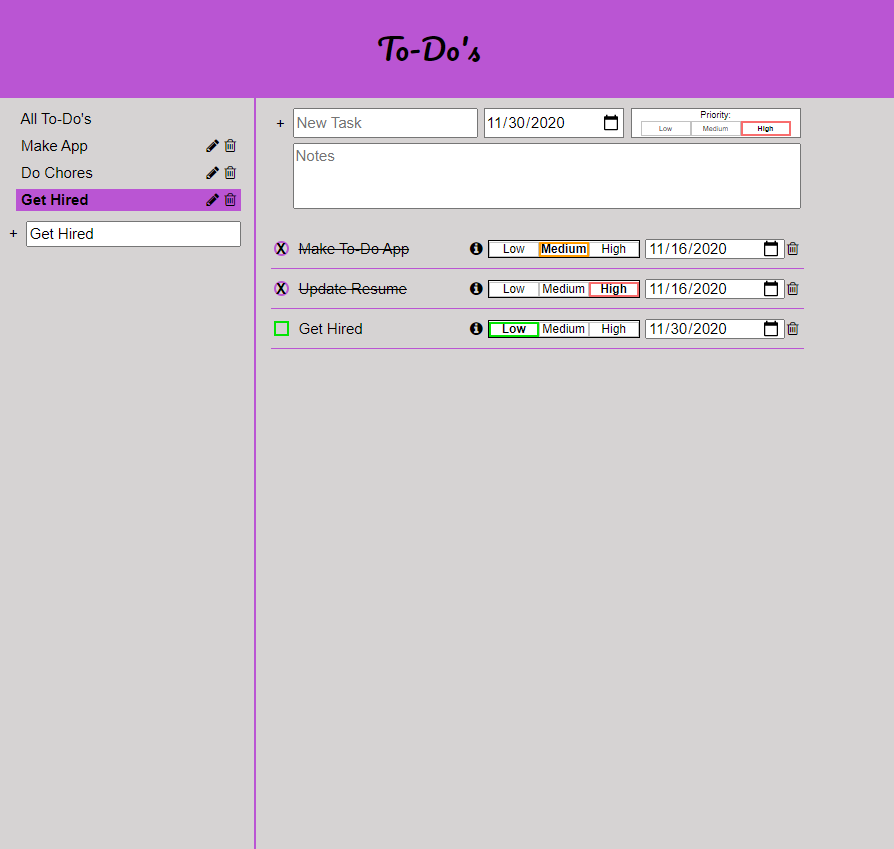 To-Do's
All To-Do's
Make App
Do Chores
Get Hired
+ Get Hired
+ New Task 11/30/2020 Priority:
Low Medium High
Notes
X Make To-Do App Low Medium High 11/16/2020
X Update Resume Low Medium High 11/16/2020
Get Hired Low Medium High 11/30/2020